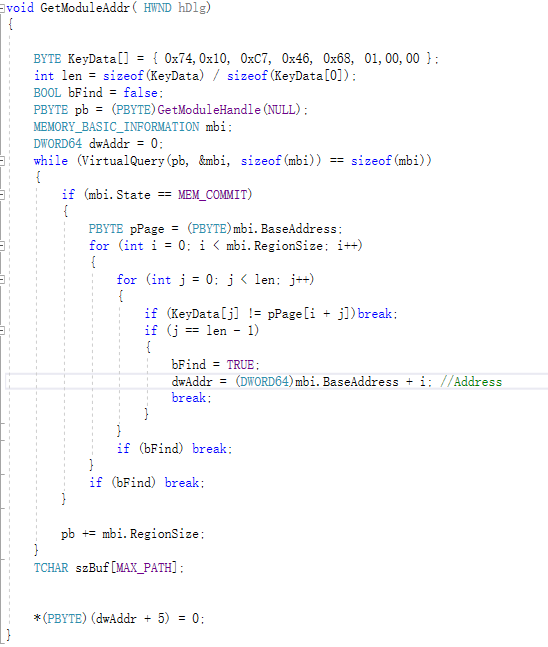 void GetModuleAddr( HWND hDlg)
{
BYTE KeyData[] = { 0x74,0x10, 0xC7, 0x46, 0x68, 01,00,00 };
int len = sizeof(KeyData) / sizeof(KeyData[0]);
BOOL bFind = false;
PBYTE pb = (PBYTE)GetModuleHandle(NULL);
MEMORY_BASIC_INFORMATION mbi;
DWORD64 dwAddr = 0;
while (VirtualQuery(pb, &mbi, sizeof(mbi)) == sizeof(mbi))
{
if (mbi.State == MEM_COMMIT)
{
PBYTE pPage = (PBYTE)mbi.BaseAddress;
for (int i = 0; i < mbi.RegionSize; i++)
{
for (int j = 0; j < len; j++)
{
if (KeyData[j] != pPage[i + j])break;
if (j == len - 1)
{
bFind = TRUE;
dwAddr = (DWORD64)mbi.BaseAddress + i; //Address
break;
}
}
if (bFind) break;
}
if (bFind) break;
}
pb += mbi.RegionSize;
}
TCHAR szBuf[MAX_PATH];
*(PBYTE)(dwAddr + 5) = 0;
}